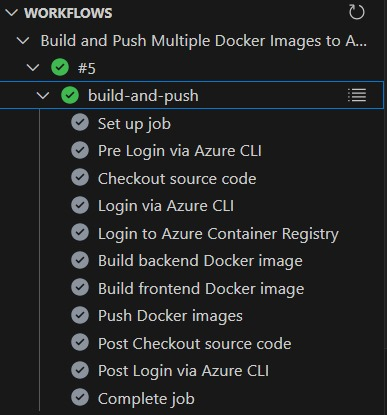 WORKFLOWS
Build and Push Multiple Docker Images to A...
#5
build-and-push
Set up job
Pre Login via Azure CLI
Checkout source code
Login via Azure CLI
Login to Azure Container Registry
Build backend Docker image
Build frontend Docker image
Push Docker images
Post Checkout source code
Post Login via Azure CLI
Complete job